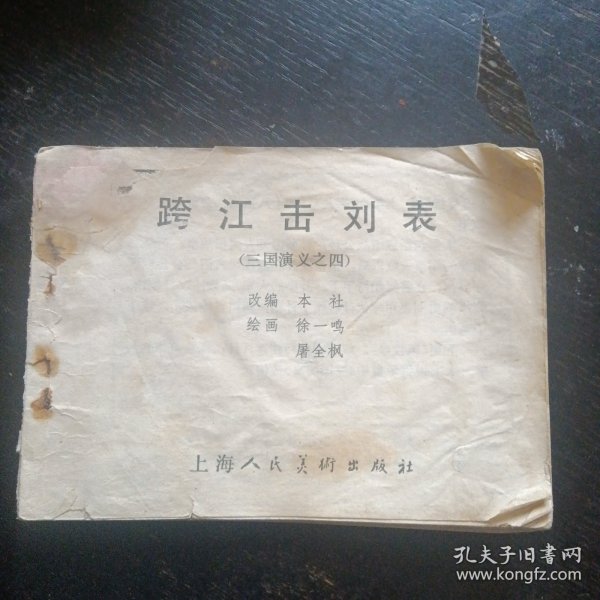 跨江击刘表
(三国演义之四)
改编 本社
绘画 徐一鸣
屠全枫
上海人民美術出版社
孔夫子旧书网
www.kongfz.com